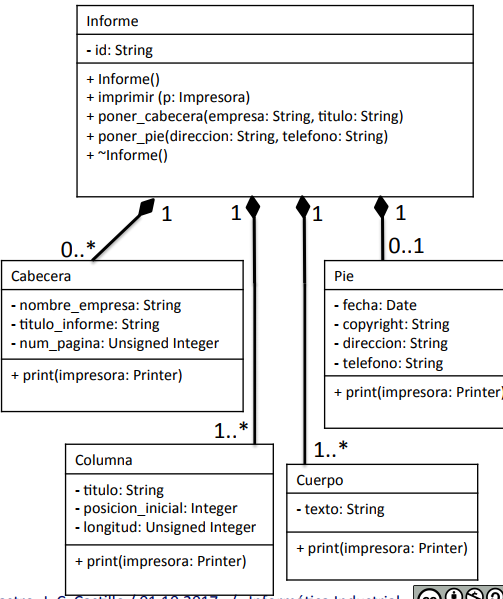 Informe
- id: String
+ Informe()
+ imprimir (p: Impresora)
+ poner_cabecera(empresa: String, titulo: String)
+ poner_pie(direccion: String, telefono: String)
+ ~Informe()
1 1 1 1
0..* 0..1
Cabecera
- nombre_empresa: String
- titulo_informe: String
- num_pagina: Unsigned Integer
+ print(impresora: Printer)
Pie
- fecha: Date
- copyright: String
- direccion: String
- telefono: String
+ print(impresora: Printer)
1..* 1..*
Columna
- titulo: String
- posicion_inicial: Integer
- longitud: Unsigned Integer
+ print(impresora: Printer)
Cuerpo
- texto: String
+ print(impresora: Printer)